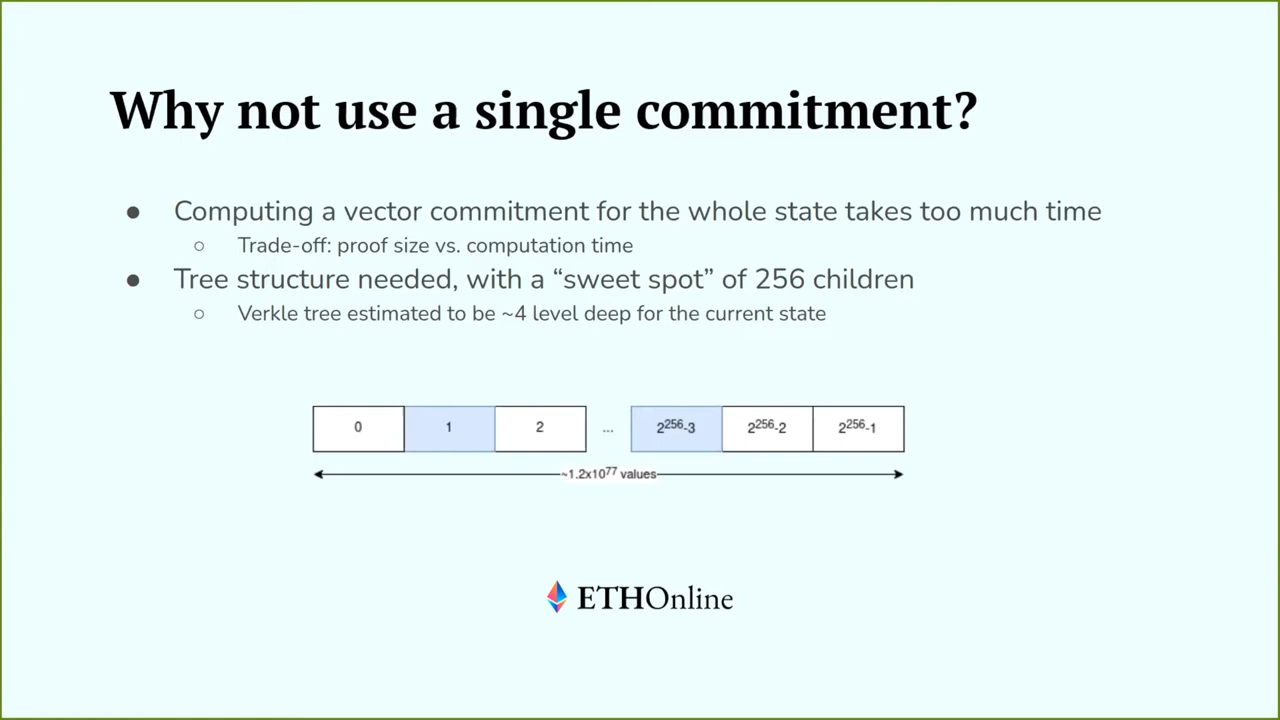 Why not use a single commitment?
● Computing a vector commitment for the whole state takes too much time
○ Trade-off: proof size vs. computation time
● Tree structure needed, with a “sweet spot” of 256 children
○ Verkle tree estimated to be ~4 level deep for the current state
0 1 2 ... 2²⁵⁶-3 2²⁵⁶-2 2²⁵⁶-1
~1.2x10⁷⁷ values
ETHOnline